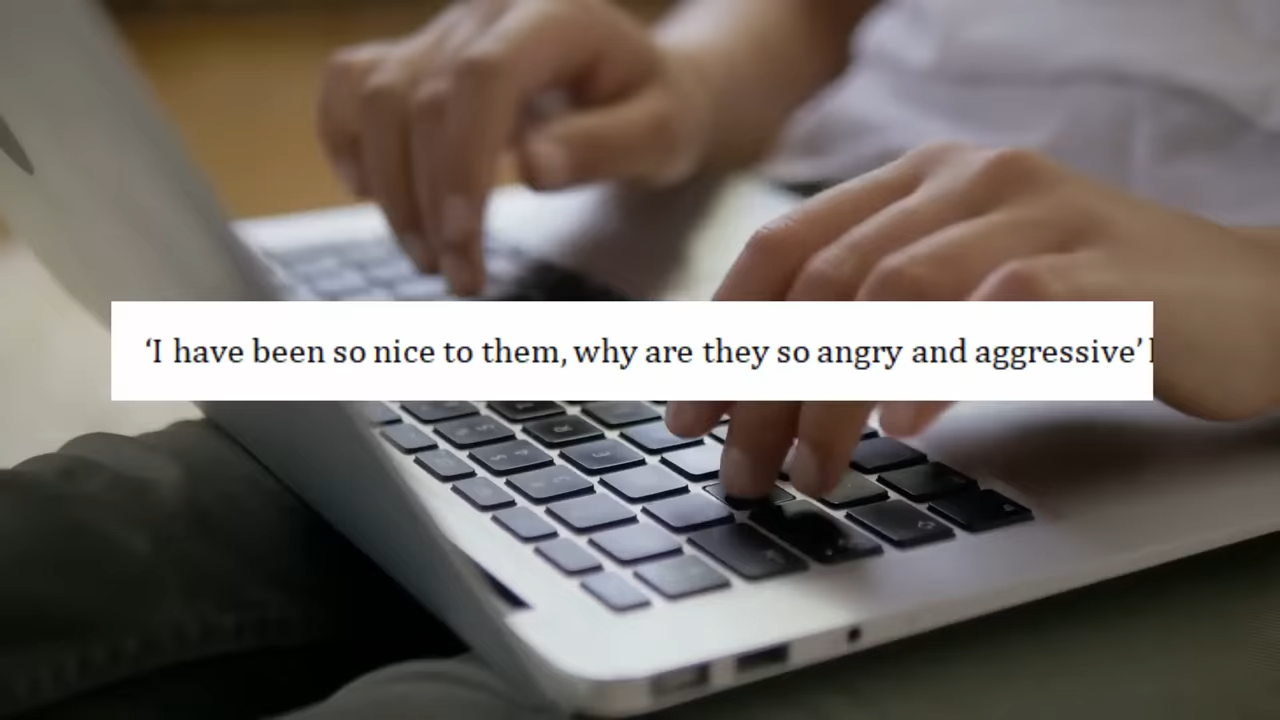 ‘I have been so nice to them, why are they so angry and aggressive’